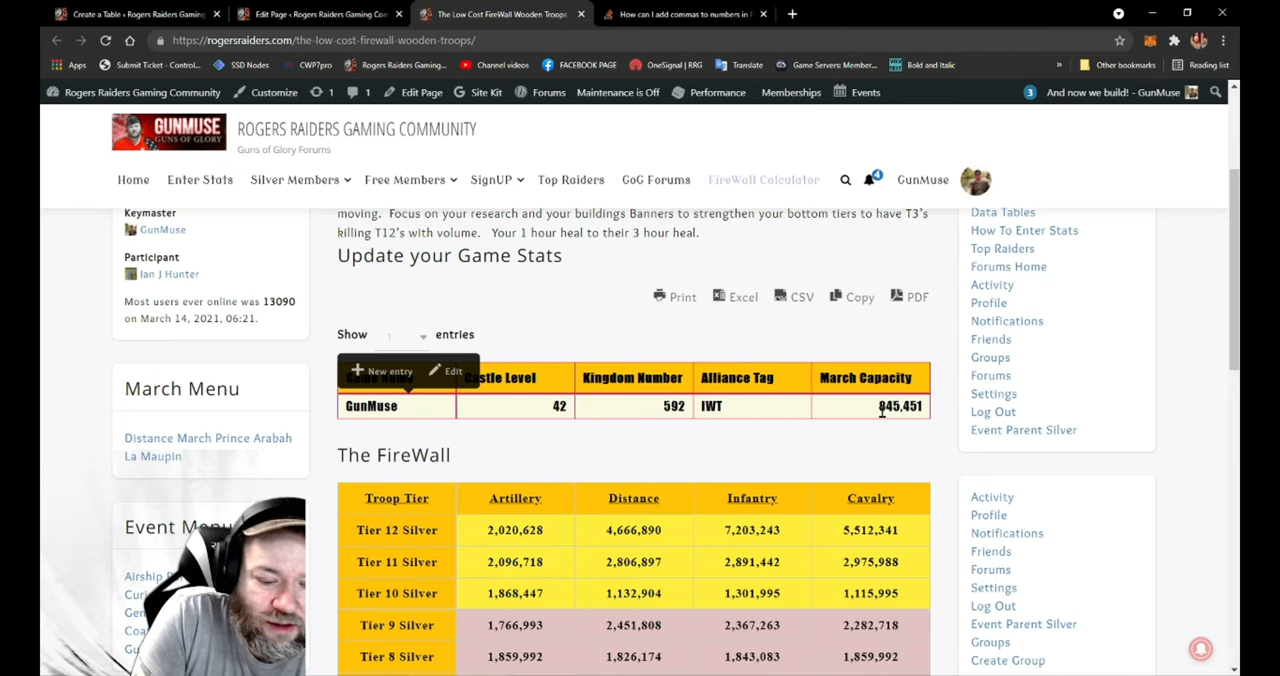 Create a Table ‹ Rogers Raiders Gaming
Edit Page ‹ Rogers Raiders Gaming Com
The Low Cost FireWall Wooden Troops
How can I add commas to numbers in
https://rogersraiders.com/the-low-cost-firewall-wooden-troops/
Apps
Submit Ticket - Control...
SSD Nodes
CWP7pro
Rogers Raiders Gaming...
Channel videos
FACEBOOK PAGE
OneSignal | RRG
Translate
Game Servers: Member...
Bold and Italic
»
Other bookmarks
Reading list
Rogers Raiders Gaming Community
Customize
1
1
Edit Page
Site Kit
Forums
Maintenance is Off
Performance
Memberships
Events
3
And now we build! - GunMuse
GUNMUSE
GUNS OF GLORY
ROGERS RAIDERS GAMING COMMUNITY
Guns of Glory Forums
Home
Enter Stats
Silver Members
Free Members
SignUP
Top Raiders
GoG Forums
FireWall Calculator
4
GunMuse
Keymaster
GunMuse
Participant
Ian J Hunter
Most users ever online was 13090
on March 14, 2021, 06:21.
March Menu
Distance March Prince Arabah
La Maupin
Event Menu
Airship
moving. Focus on your research and your buildings Banners to strengthen your bottom tiers to have T3's
killing T12's with volume. Your 1 hour heal to their 3 hour heal.
Update your Game Stats
Print
Excel
CSV
Copy
PDF
Show 1 entries
New entry
Edit
Game Name
Castle Level
Kingdom Number
Alliance Tag
March Capacity
GunMuse
42
592
IWT
845,451
The FireWall
Troop Tier
Artillery
Distance
Infantry
Cavalry
Tier 12 Silver
2,020,628
4,666,890
7,203,243
5,512,341
Tier 11 Silver
2,096,718
2,806,897
2,891,442
2,975,988
Tier 10 Silver
1,868,447
1,132,904
1,301,995
1,115,995
Tier 9 Silver
1,766,993
2,451,808
2,367,263
2,282,718
Tier 8 Silver
1,859,992
1,826,174
1,843,083
1,859,992
Data Tables
How To Enter Stats
Top Raiders
Forums Home
Activity
Profile
Notifications
Friends
Groups
Forums
Settings
Log Out
Event Parent Silver
Activity
Profile
Notifications
Friends
Forums
Settings
Log Out
Event Parent Silver
Groups
Create Group